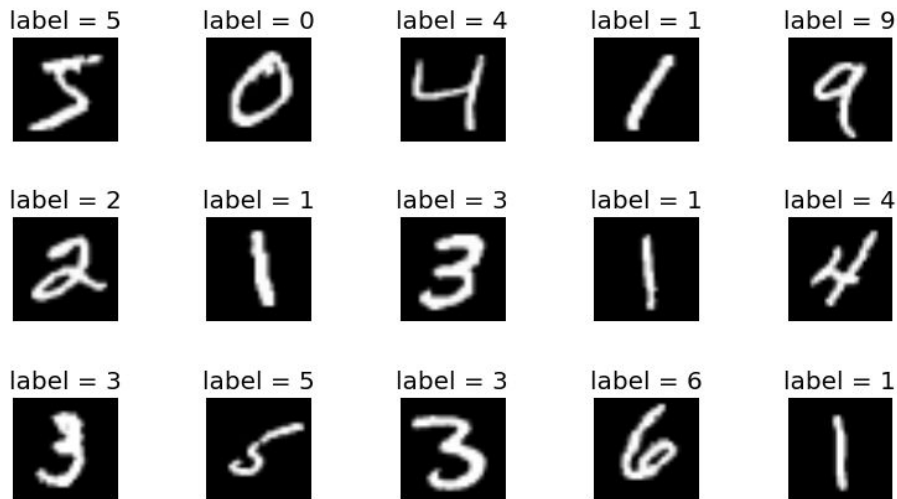 label = 5 label = 0 label = 4 label = 1 label = 9
5 0 4 1 9
label = 2 label = 1 label = 3 label = 1 label = 4
2 1 3 1 4
label = 3 label = 5 label = 3 label = 6 label = 1
3 5 3 6 1